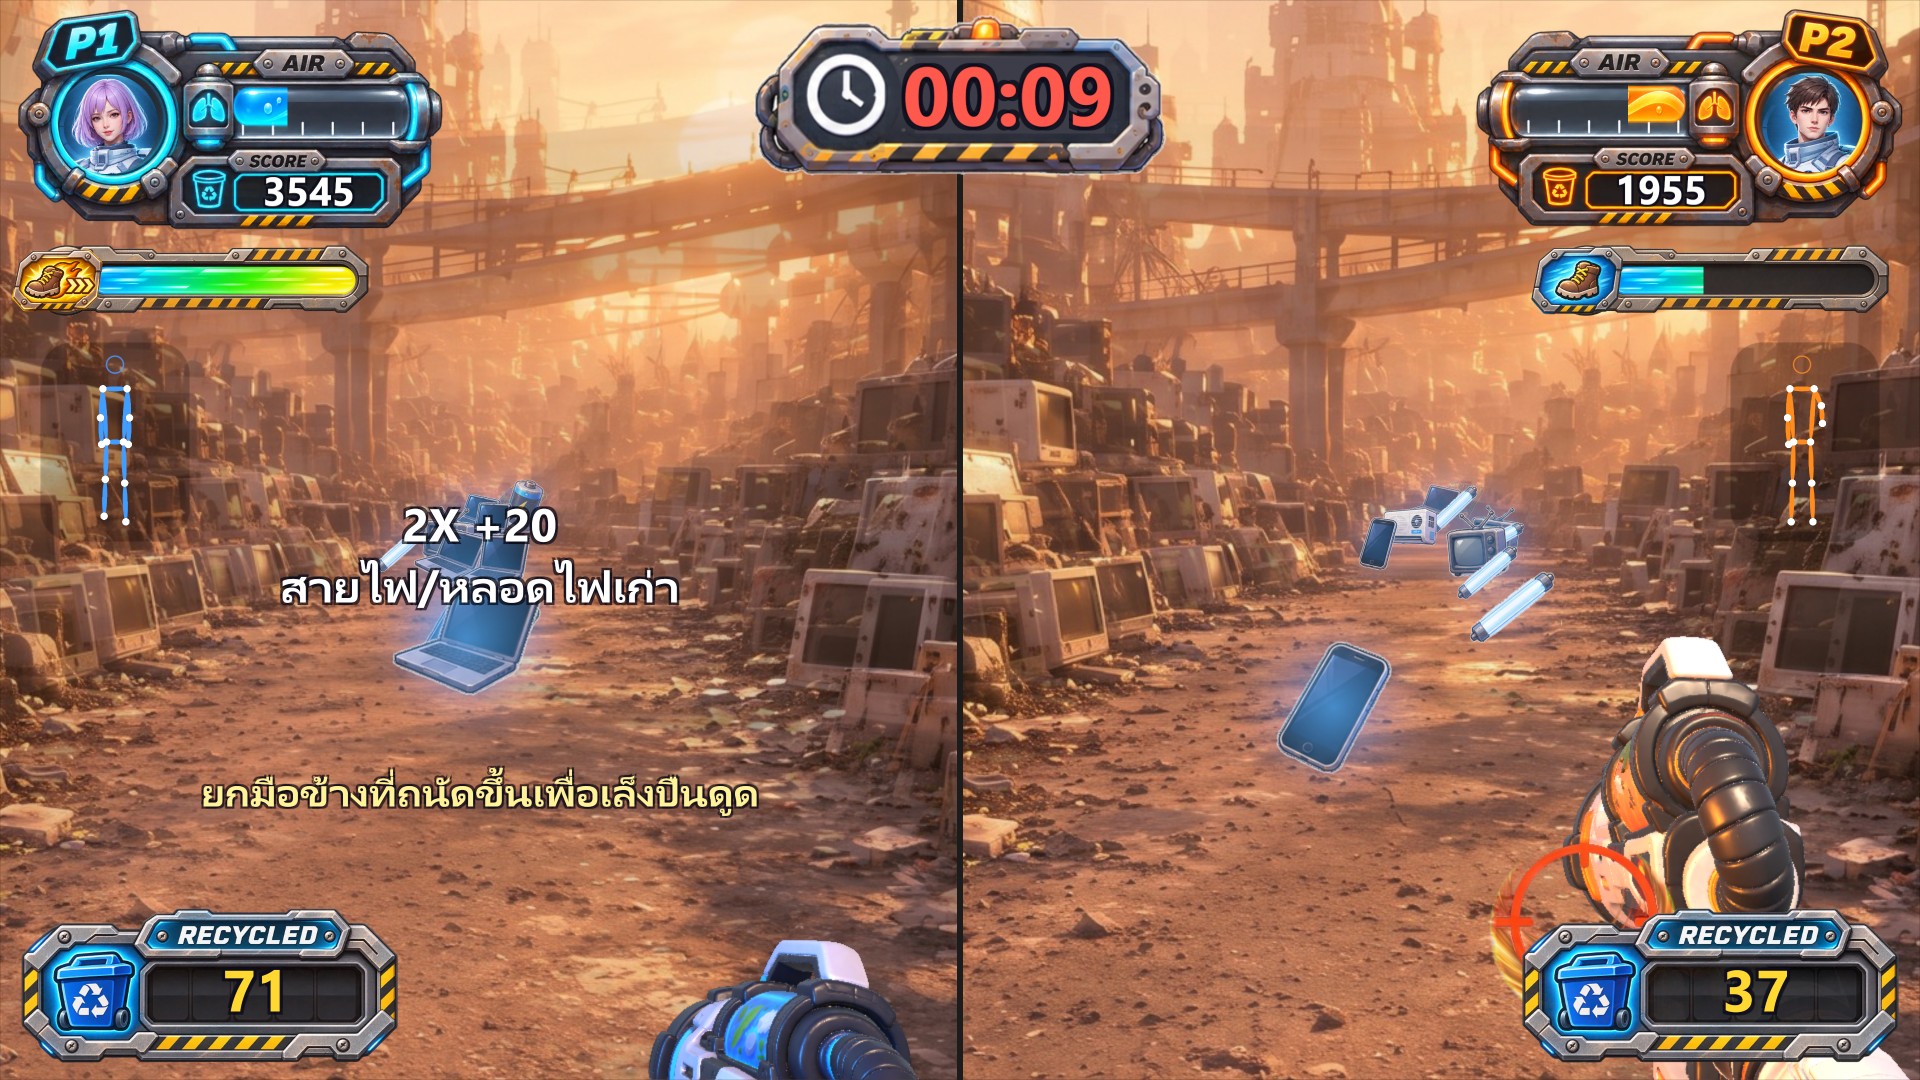 P1
AIR
SCORE
3545
00:09
P2
AIR
SCORE
1955
2X +20
สายไฟ/หลอดไฟเก่า
ยกมือข้างที่ถนัดขึ้นเพื่อเล็งปืนดูด
RECYCLED
71
RECYCLED
37